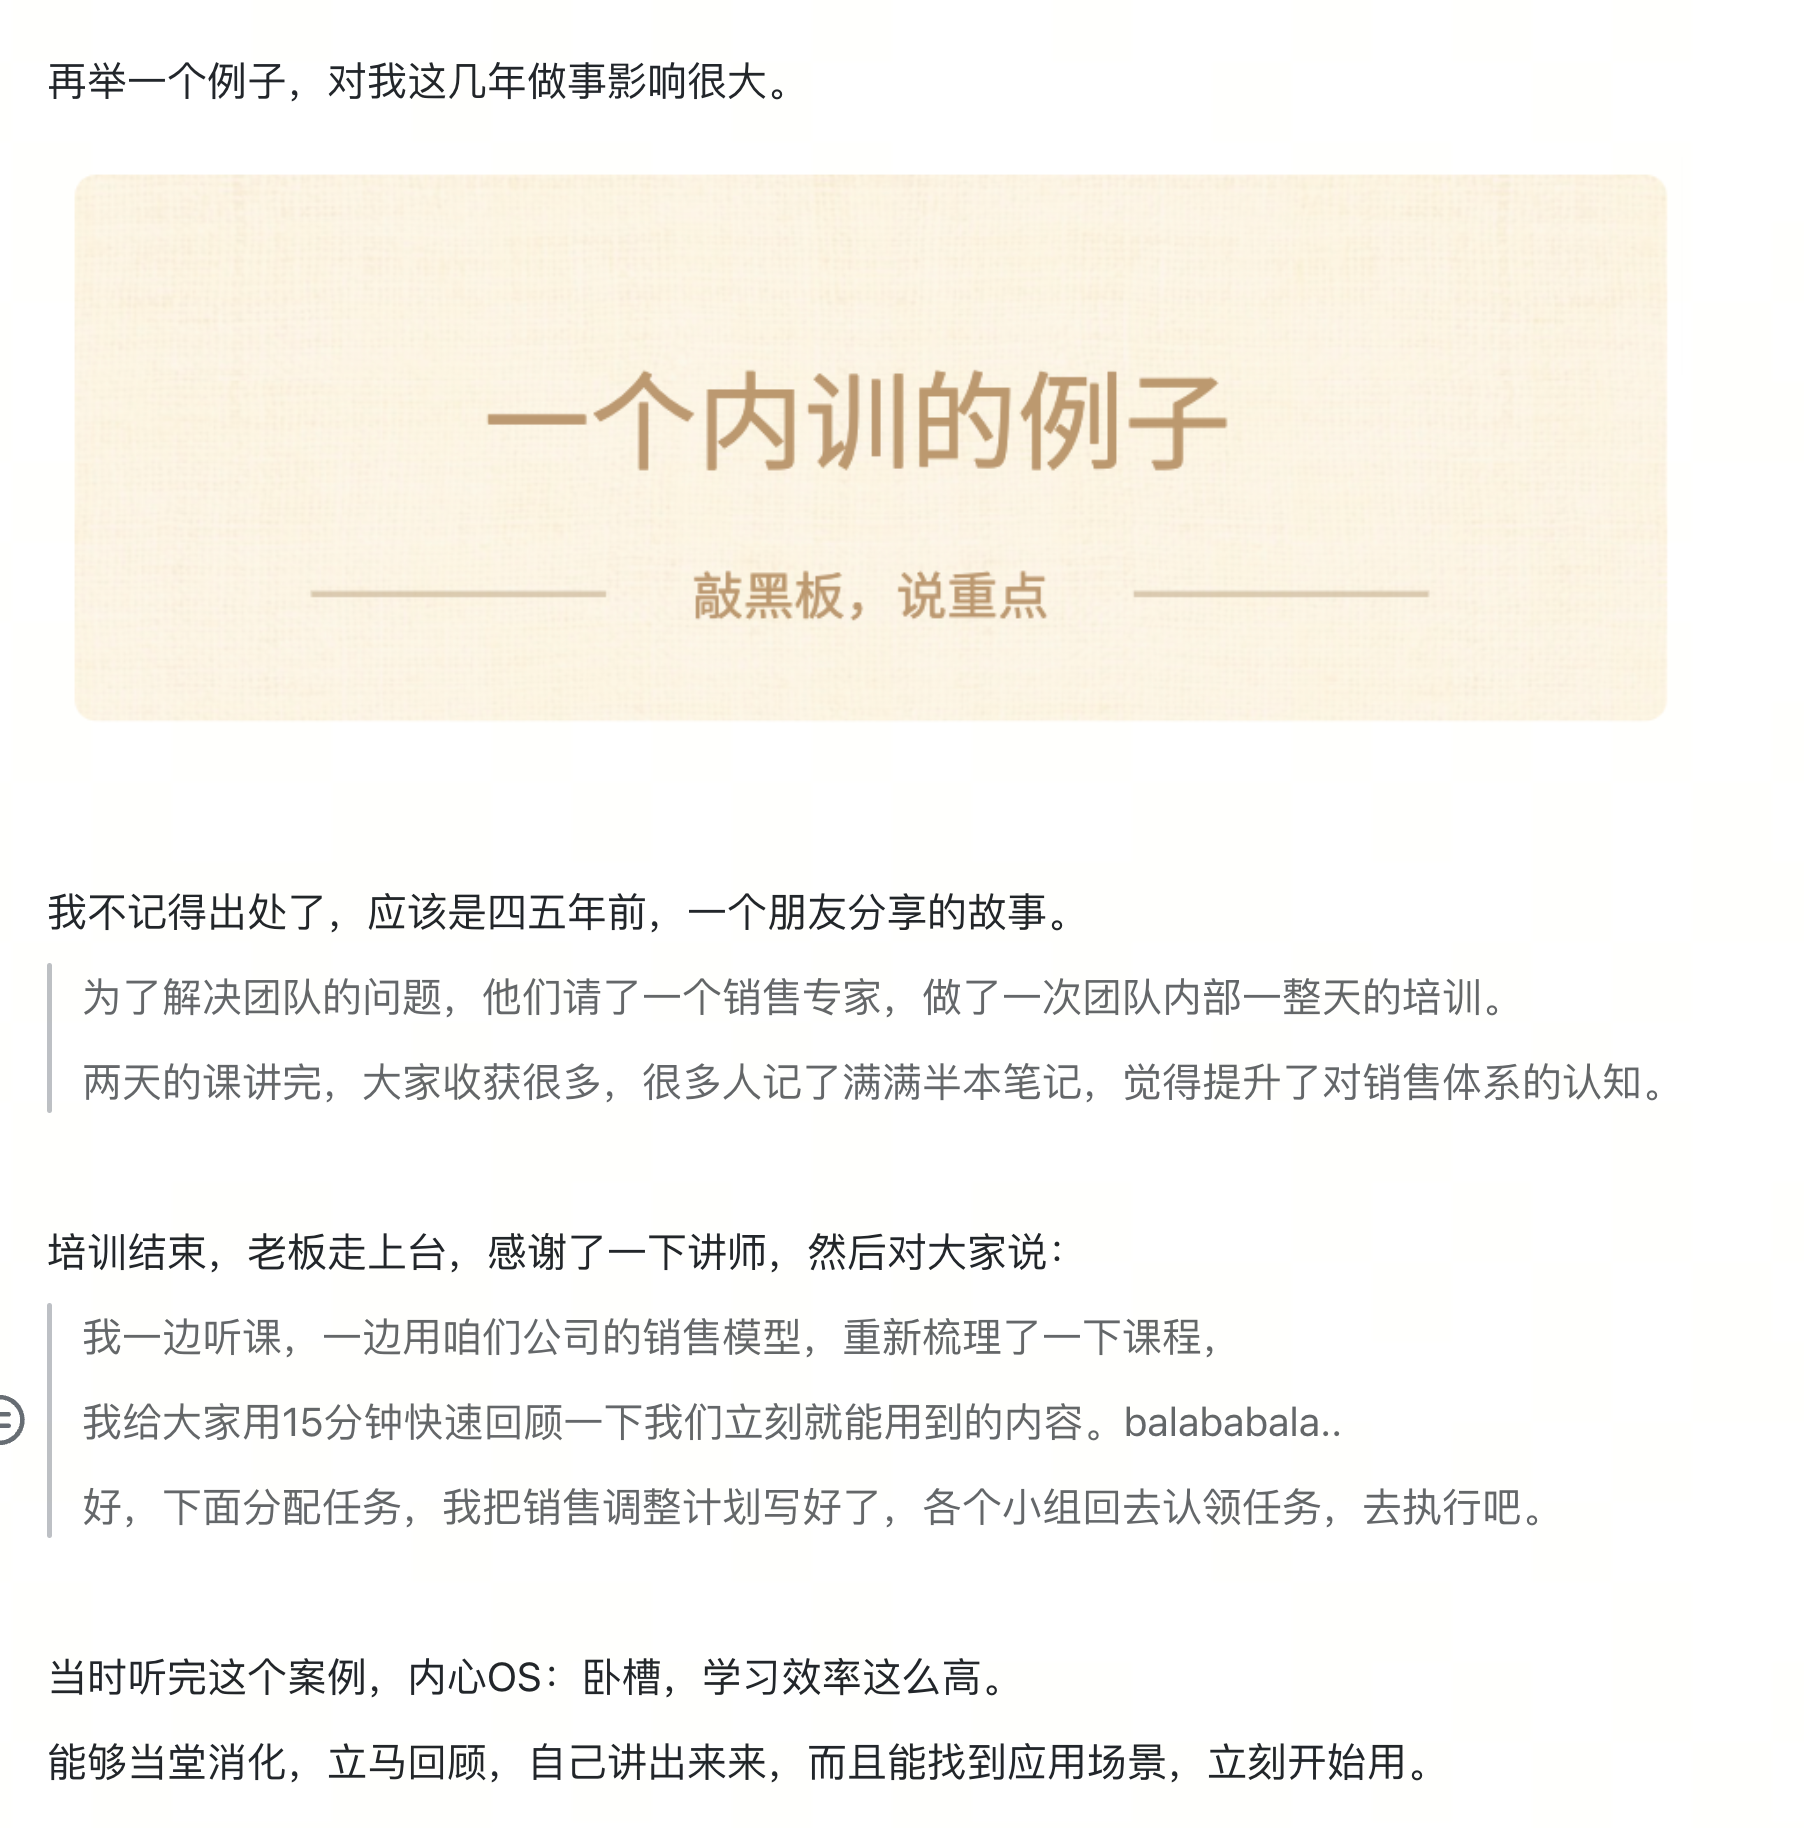 再举一个例子，对我这几年做事影响很大。
一个内训的例子
敲黑板，说重点
我不记得出处了，应该是四五年前，一个朋友分享的故事。
为了解决团队的问题，他们请了一个销售专家，做了一次团队内部一整天的培训。
两天的课讲完，大家收获很多，很多人记了满满半本笔记，觉得提升了对销售体系的认知。
培训结束，老板走上台，感谢了一下讲师，然后对大家说：
我一边听课，一边用咱们公司的销售模型，重新梳理了一下课程，
我给大家用15分钟快速回顾一下我们立刻就能用到的内容。balababala..
好，下面分配任务，我把销售调整计划写好了，各个小组回去认领任务，去执行吧。
当时听完这个案例，内心OS：卧槽，学习效率这么高。
能够当堂消化，立马回顾，自己讲出来来，而且能找到应用场景，立刻开始用。